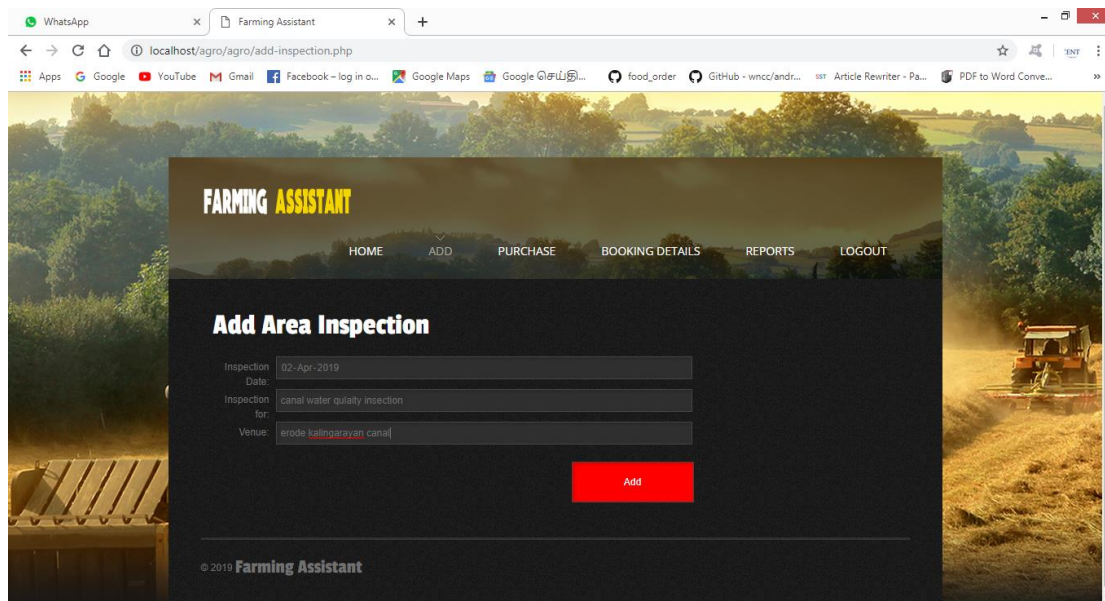 WhatsApp
Farming Assistant
localhost/agro/agro/add-inspection.php
Apps Google YouTube Gmail Facebook – log in o... Google Maps Google செய்தி... food_order GitHub - wncc/andr... Article Rewriter - Pa... PDF to Word Conve... »
FARMING ASSISTANT
HOME ADD PURCHASE BOOKING DETAILS REPORTS LOGOUT
Add Area Inspection
Inspection Date: 02-Apr-2019
Inspection for: canal water qulaity insection
Venue: erode kalingarayan canal
Add
© 2019 Farming Assistant